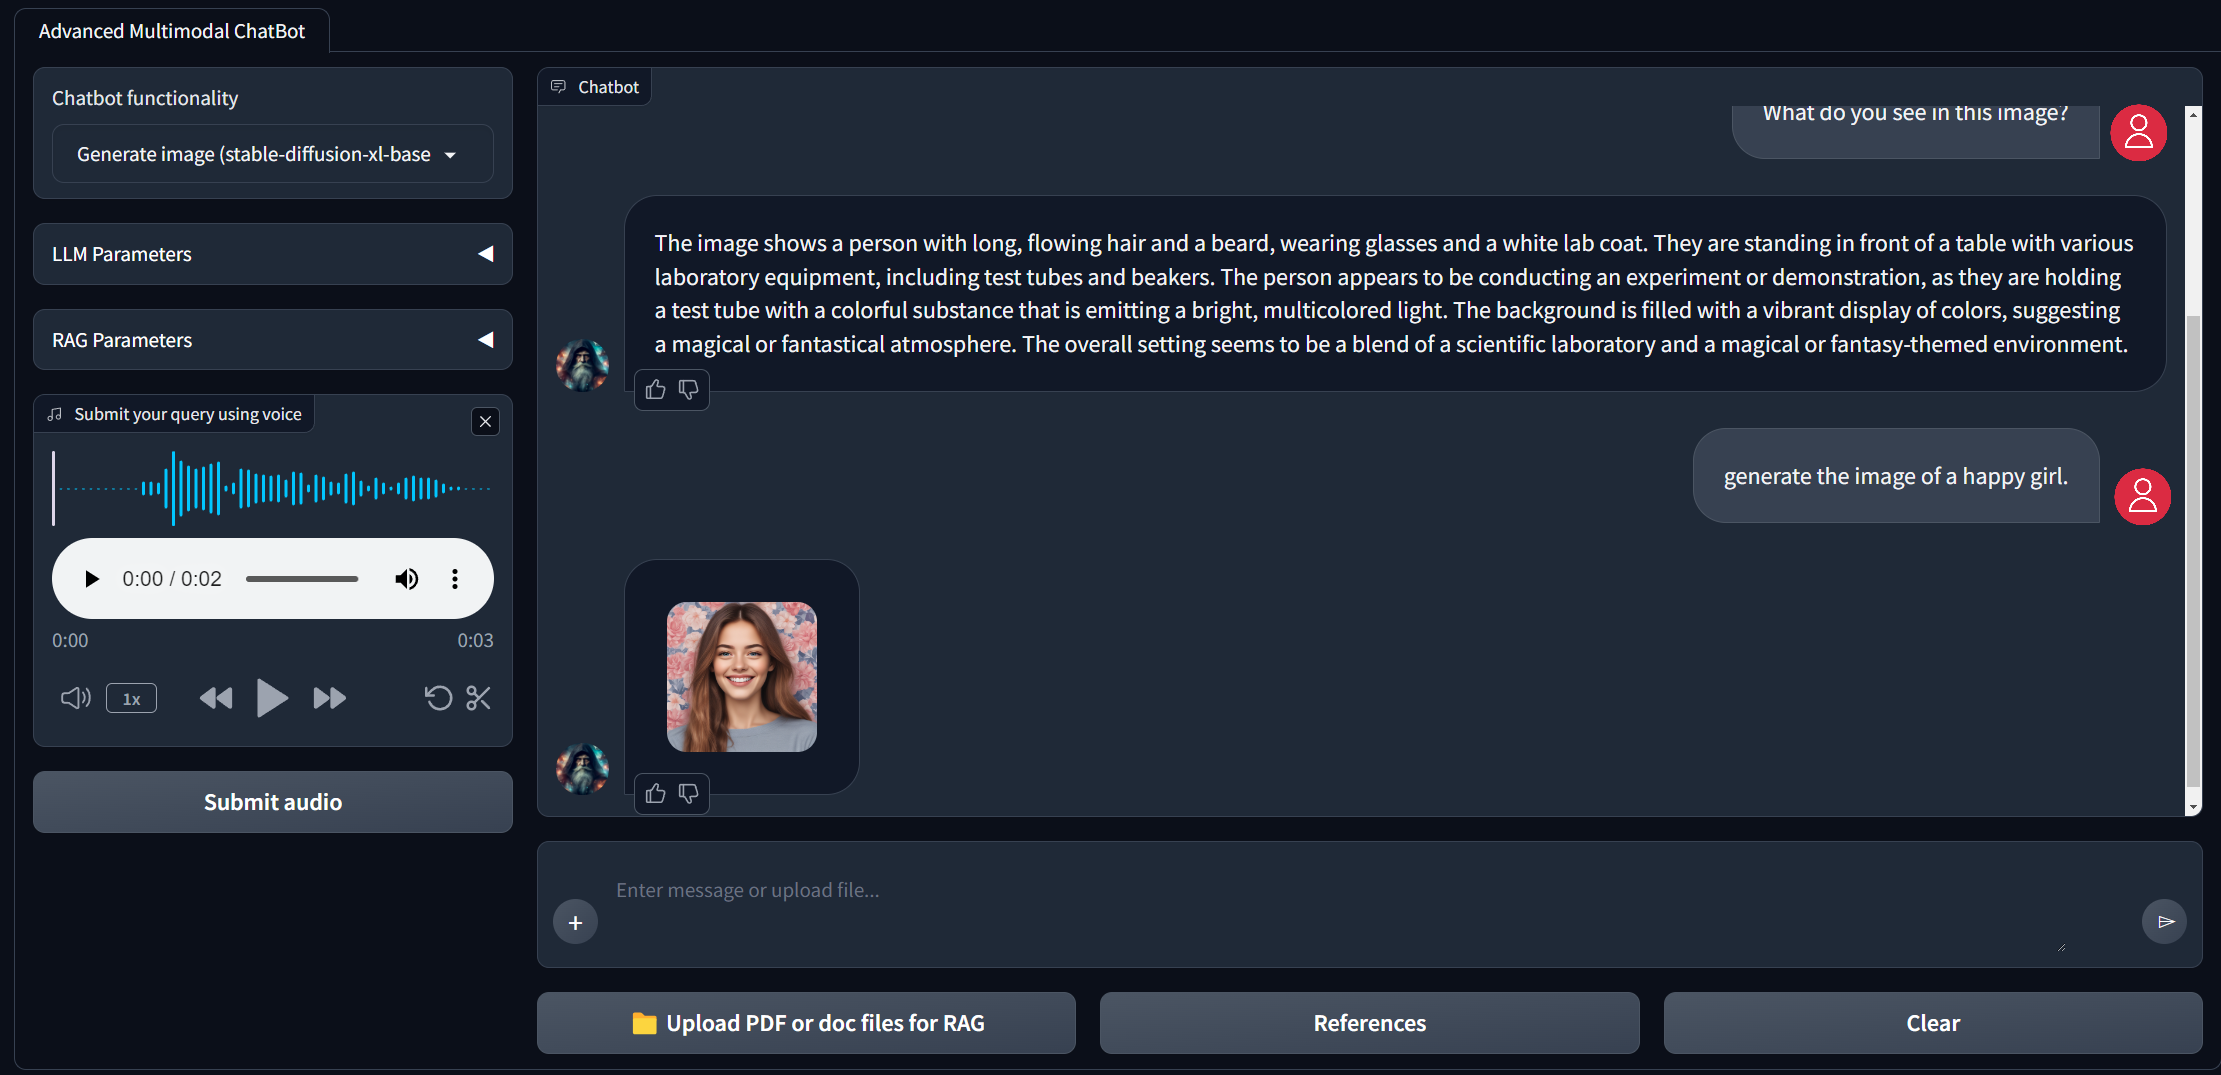 Advanced Multimodal ChatBot
Chatbot functionality
Generate image (stable-diffusion-xl-base
LLM Parameters
RAG Parameters
Submit your query using voice
0:00 / 0:02
0:00
0:03
1x
Submit audio
Chatbot
What do you see in this image?
The image shows a person with long, flowing hair and a beard, wearing glasses and a white lab coat. They are standing in front of a table with various
laboratory equipment, including test tubes and beakers. The person appears to be conducting an experiment or demonstration, as they are holding
a test tube with a colorful substance that is emitting a bright, multicolored light. The background is filled with a vibrant display of colors, suggesting
a magical or fantastical atmosphere. The overall setting seems to be a blend of a scientific laboratory and a magical or fantasy-themed environment.
generate the image of a happy girl.
Enter message or upload file...
Upload PDF or doc files for RAG
References
Clear